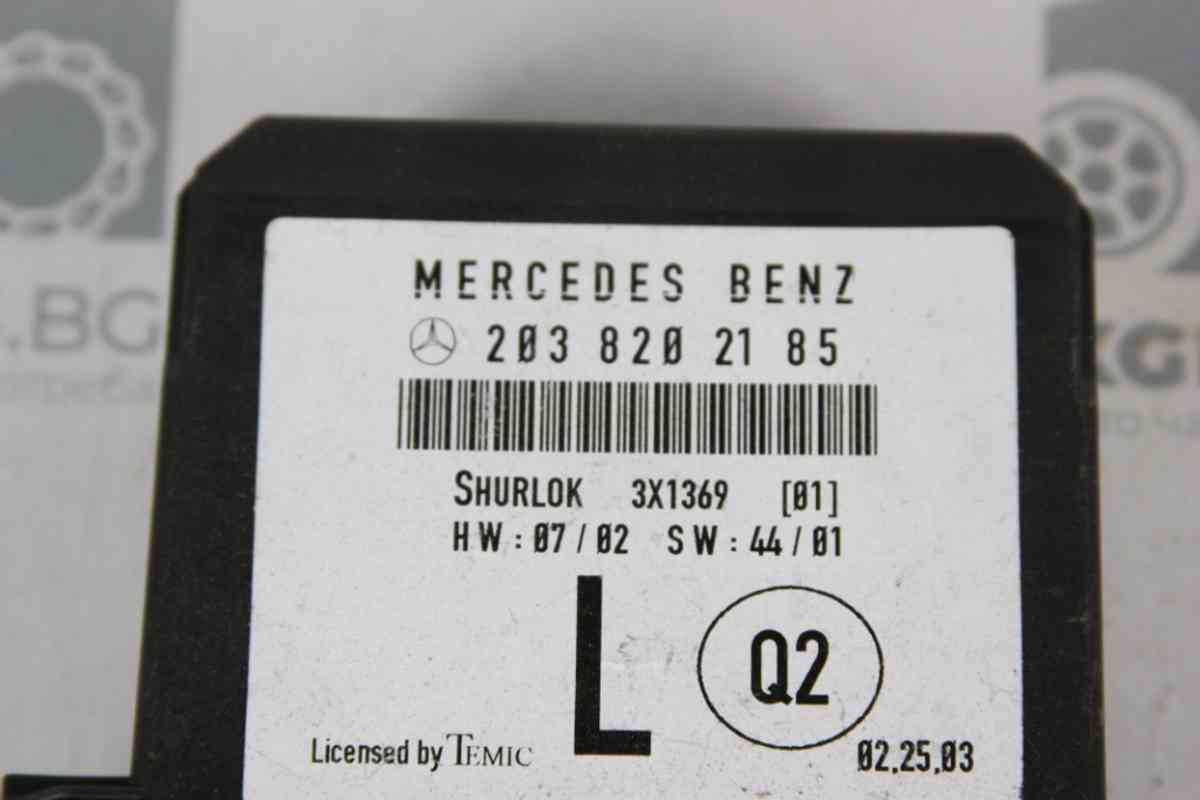 MERCEDES BENZ
203 820 21 85
SHURLOK 3X1369 [01]
HW: 07/02 SW: 44/01
L
Q2
Licensed by TEMIC
02.25.03
.BG